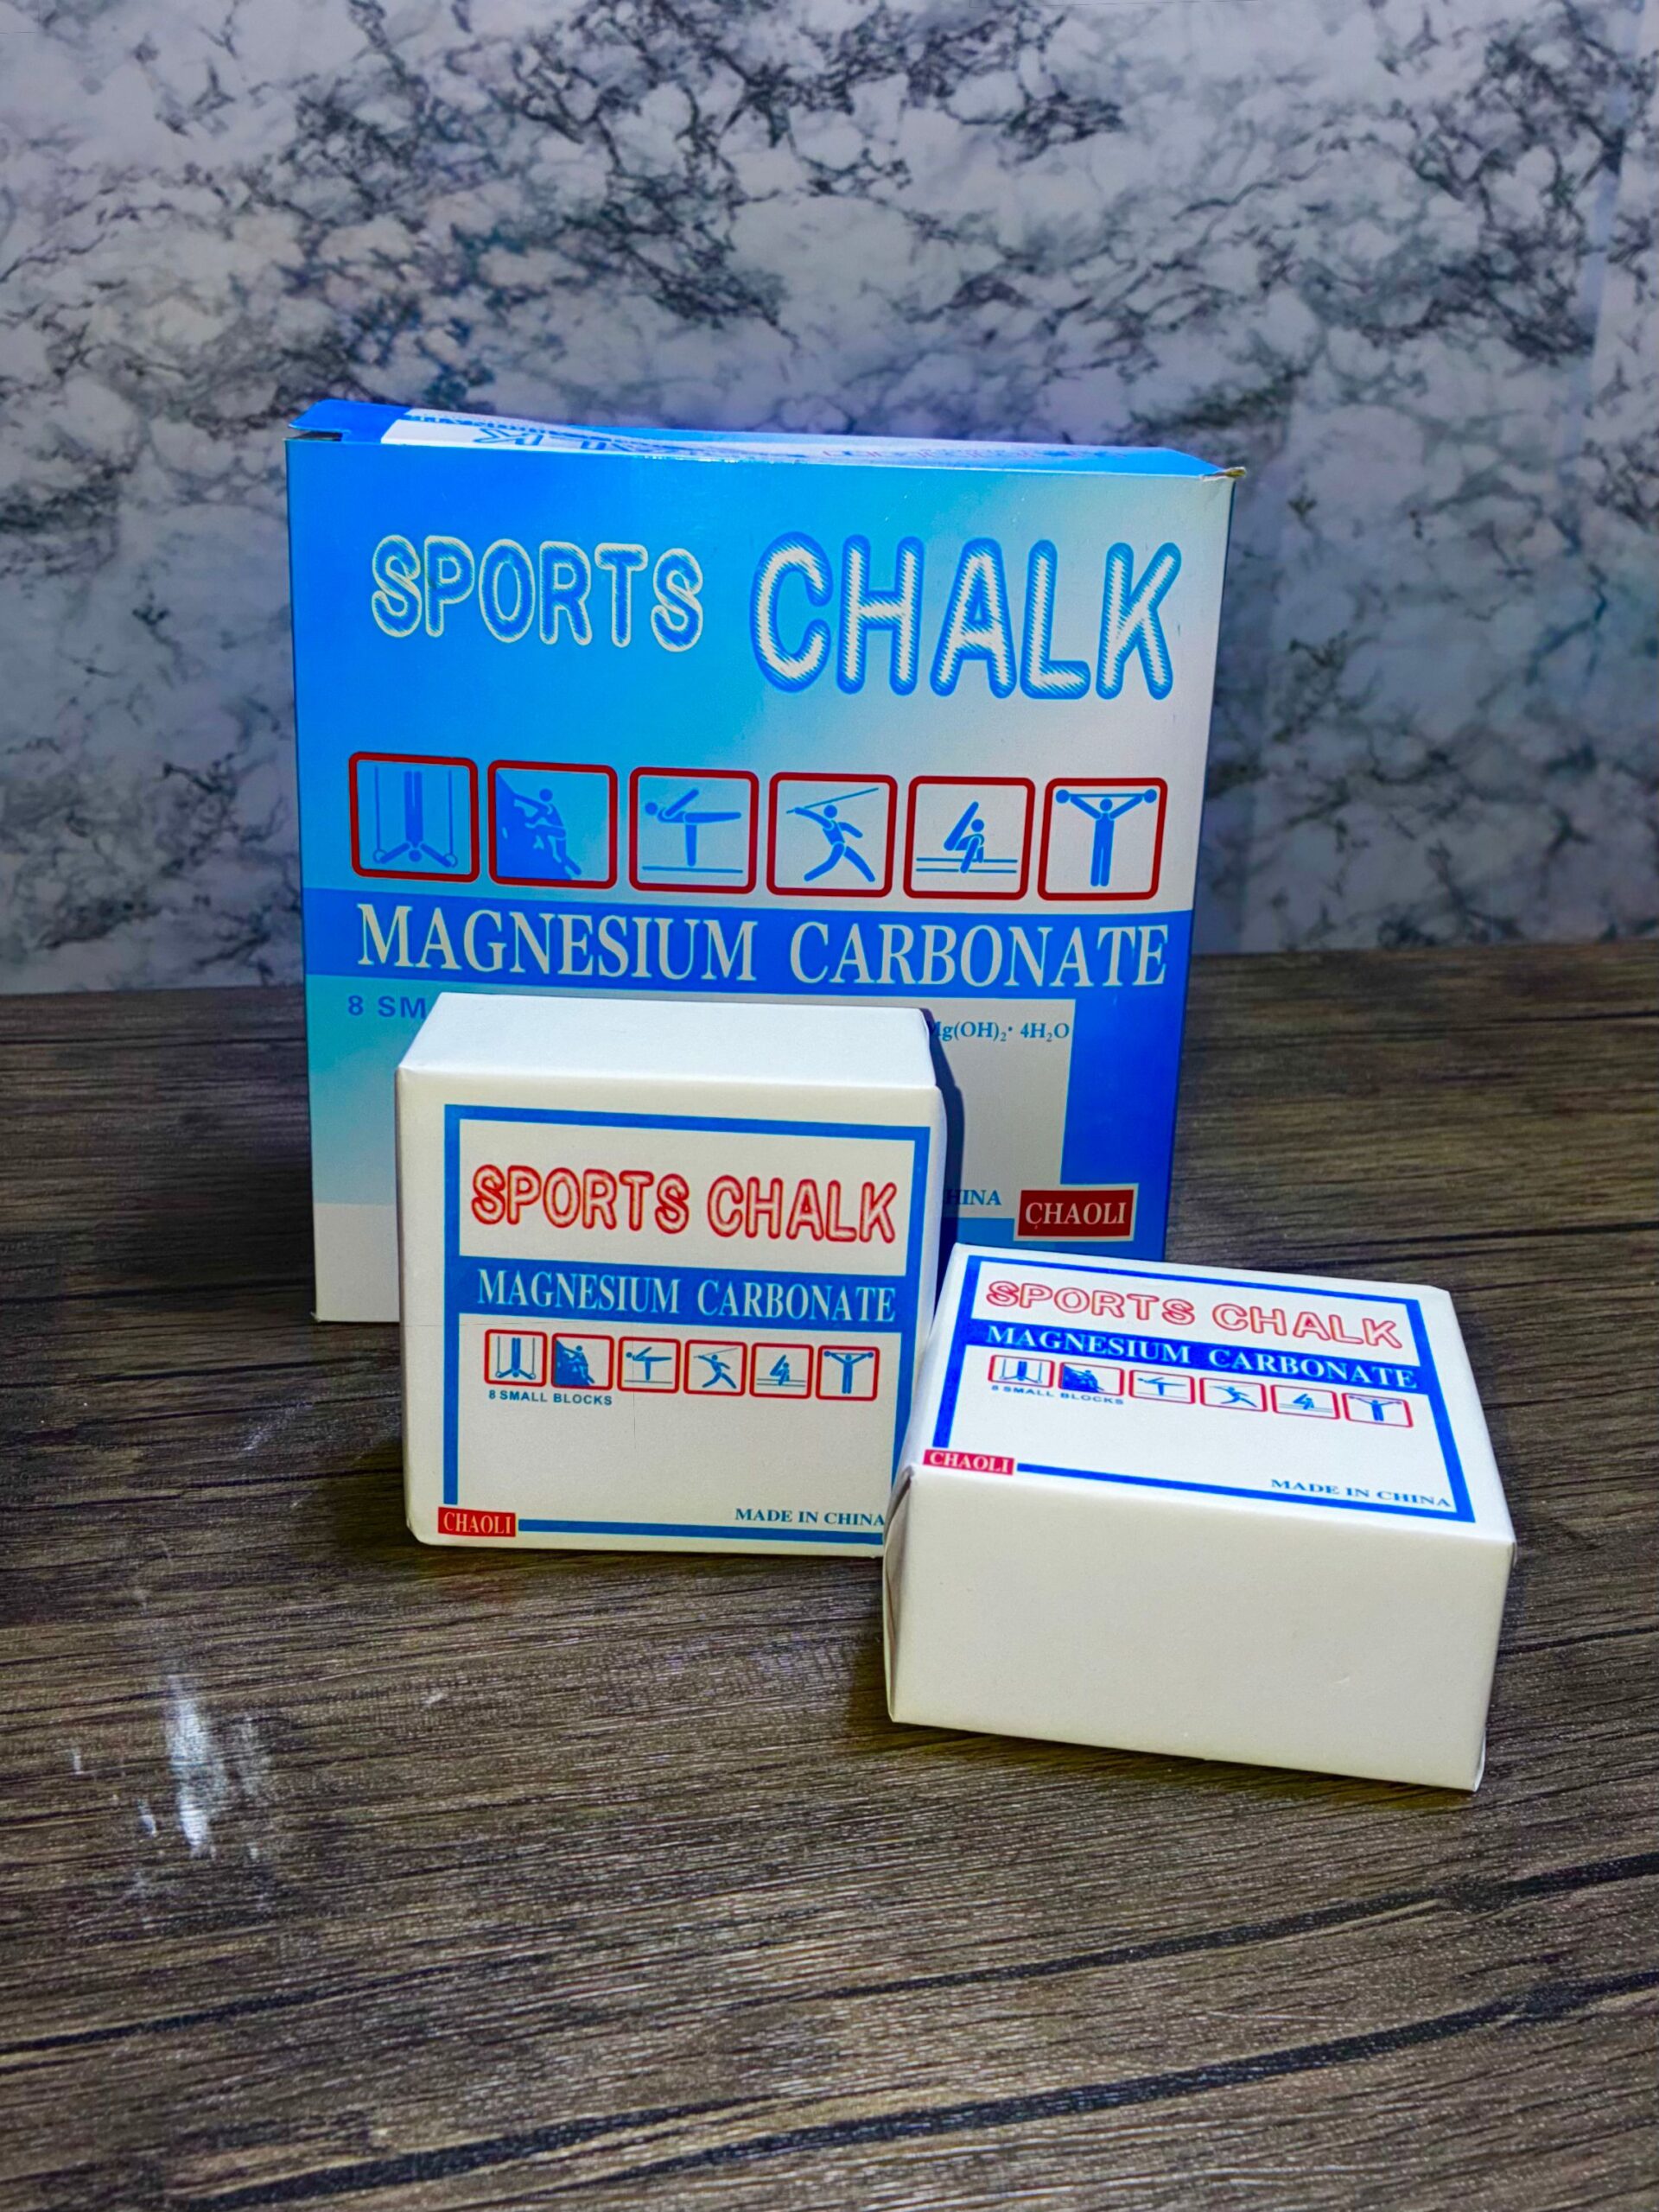 SPORTS CHALK
MAGNESIUM CARBONATE
8 SM
Mg(OH)₂· 4H₂O
CHINA
CHAOLI
SPORTS CHALK
MAGNESIUM CARBONATE
8 SMALL BLOCKS
CHAOLI
MADE IN CHINA
SPORTS CHALK
MAGNESIUM CARBONATE
8 SMALL BLOCKS
CHAOLI
MADE IN CHINA